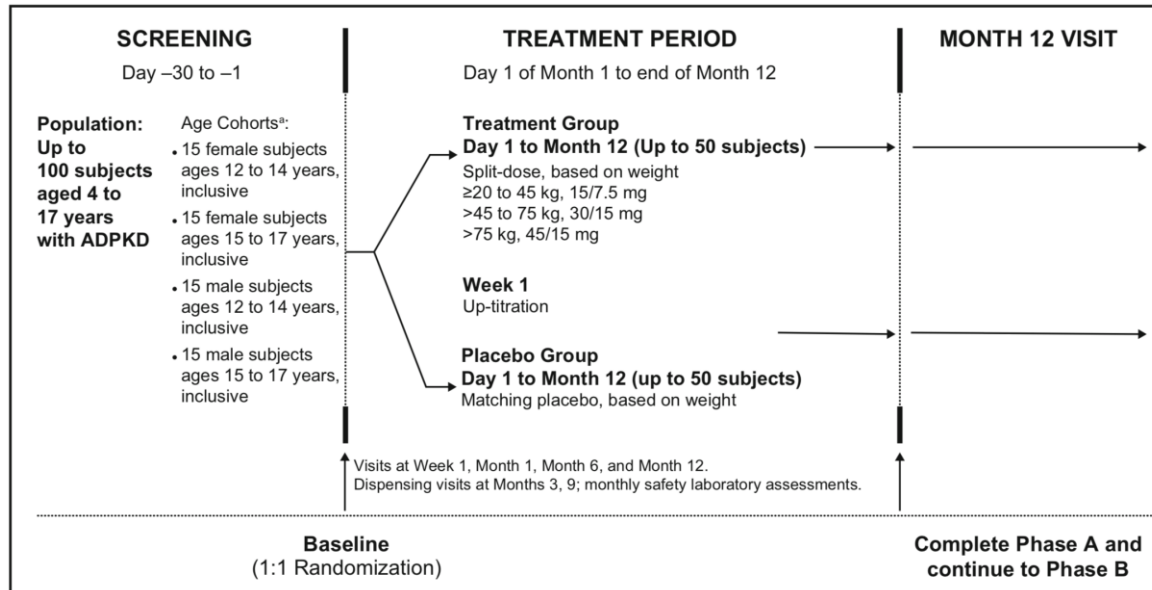 SCREENING
Day –30 to –1
Population:
Up to
100 subjects
aged 4 to
17 years
with ADPKD
Age Cohortsᵃ:
• 15 female subjects
ages 12 to 14 years,
inclusive
• 15 female subjects
ages 15 to 17 years,
inclusive
• 15 male subjects
ages 12 to 14 years,
inclusive
• 15 male subjects
ages 15 to 17 years,
inclusive
TREATMENT PERIOD
Day 1 of Month 1 to end of Month 12
Treatment Group
Day 1 to Month 12 (Up to 50 subjects)
Split-dose, based on weight
≥20 to 45 kg, 15/7.5 mg
>45 to 75 kg, 30/15 mg
>75 kg, 45/15 mg
Week 1
Up-titration
Placebo Group
Day 1 to Month 12 (up to 50 subjects)
Matching placebo, based on weight
MONTH 12 VISIT
Visits at Week 1, Month 1, Month 6, and Month 12.
Dispensing visits at Months 3, 9; monthly safety laboratory assessments.
Baseline
(1:1 Randomization)
Complete Phase A and
continue to Phase B